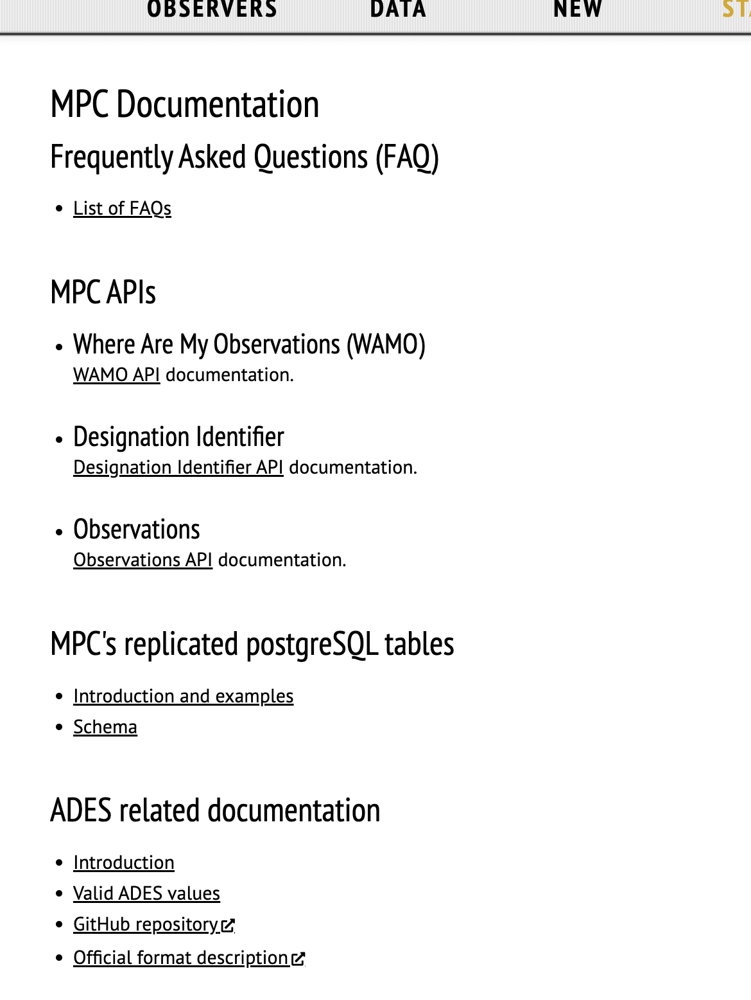 OBSERVERS DATA NEW
MPC Documentation
Frequently Asked Questions (FAQ)
List of FAQs
MPC APIs
Where Are My Observations (WAMO)
WAMO API documentation.
Designation Identifier
Designation Identifier API documentation.
Observations
Observations API documentation.
MPC's replicated postgreSQL tables
Introduction and examples
Schema
ADES related documentation
Introduction
Valid ADES values
GitHub repository
Official format description